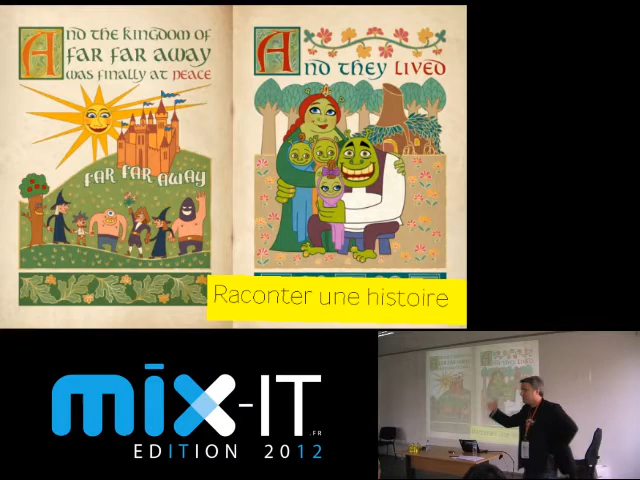 And the kingdom of
far far away
was finally at peace
And they lived
FAR FAR AWAY
Raconter une histoire
mix-IT
.FR
EDITION 2012